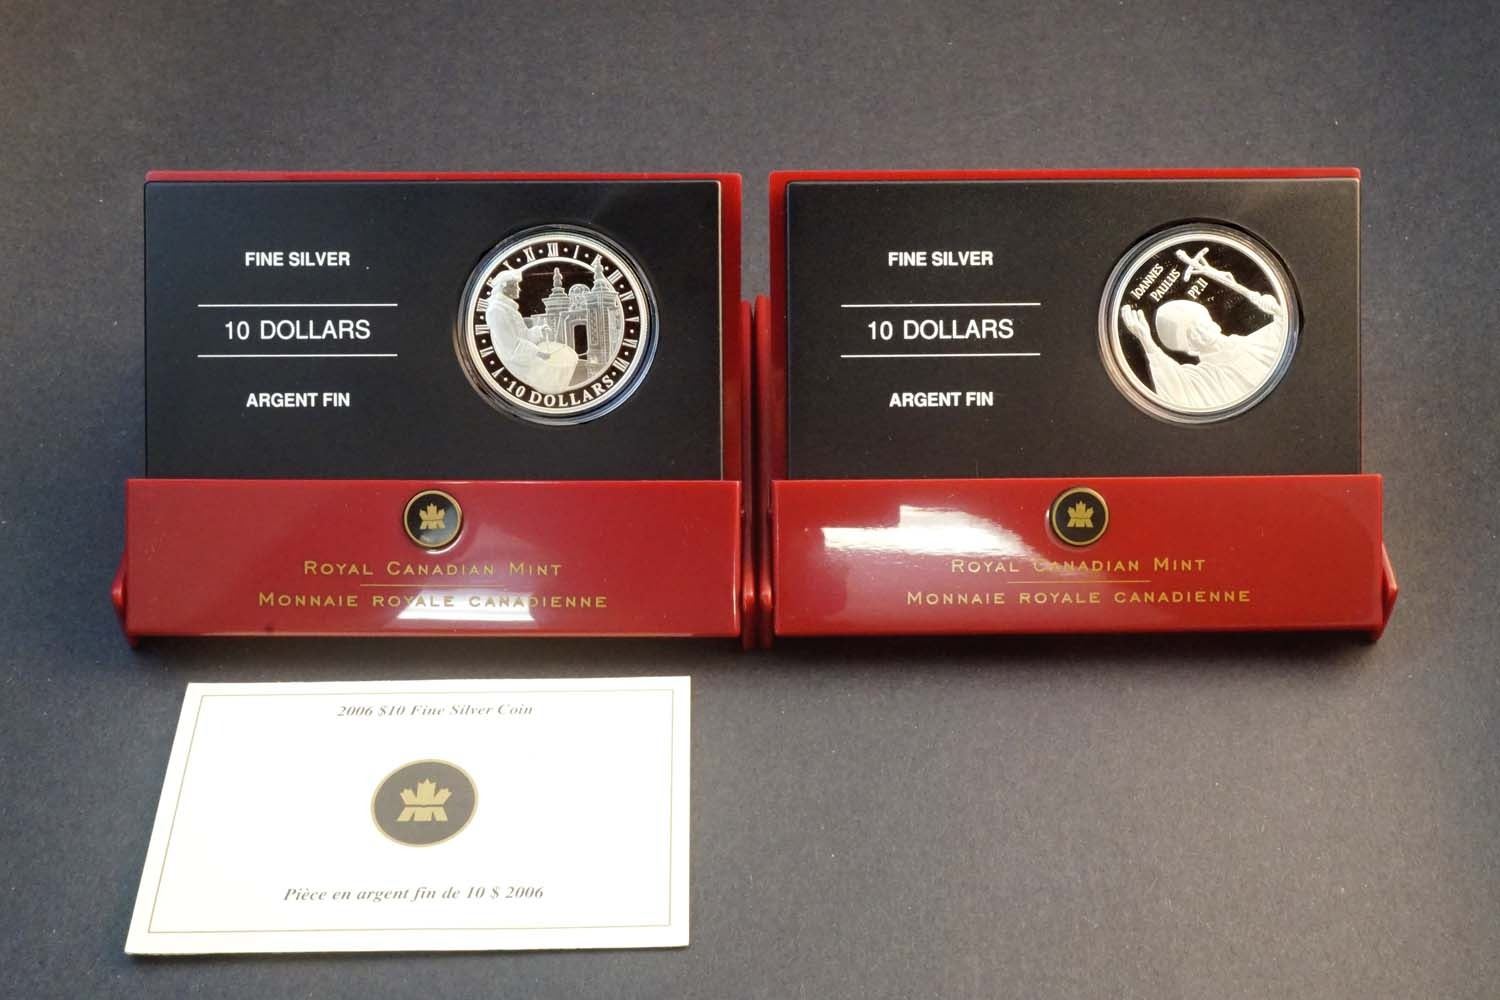 FINE SILVER
10 DOLLARS
ARGENT FIN
10 DOLLARS
ROYAL CANADIAN MINT
MONNAIE ROYALE CANADIENNE
FINE SILVER
10 DOLLARS
ARGENT FIN
IOANNES
PAULUS
PP. II
ROYAL CANADIAN MINT
MONNAIE ROYALE CANADIENNE
2006 $10 Fine Silver Coin
Pièce en argent fin de 10 $ 2006